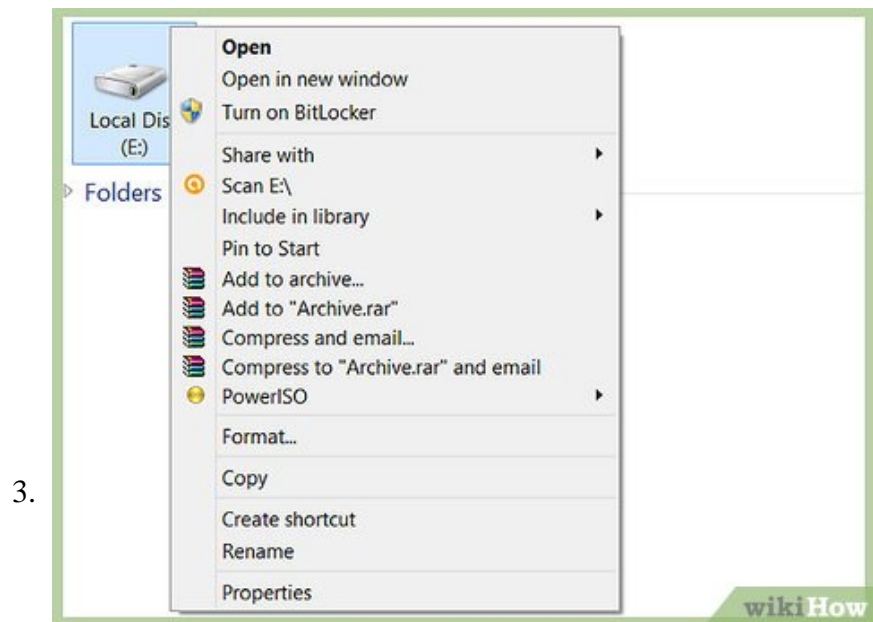 Open
Open in new window
Turn on BitLocker
Local Dis
(E:)
Share with
Folders
Scan E:\
Include in library
Pin to Start
Add to archive...
Add to "Archive.rar"
Compress and email...
Compress to "Archive.rar" and email
PowerISO
Format...
Copy
3.
Create shortcut
Rename
Properties
wikiHow